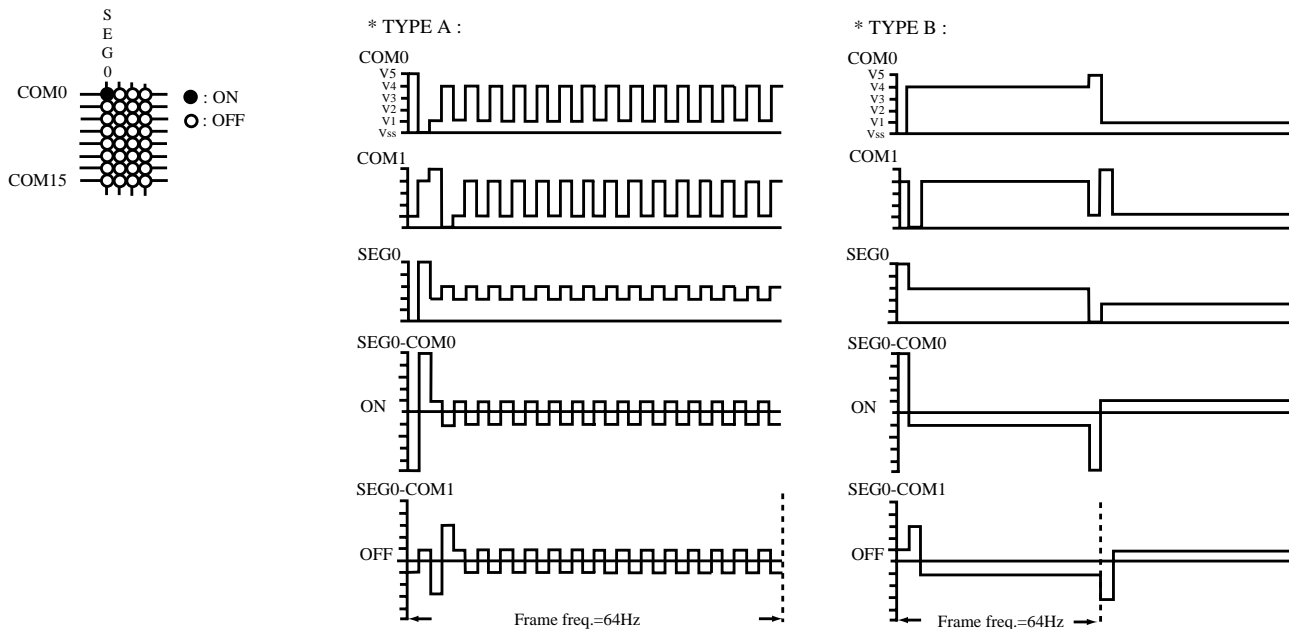 S
E
G
0
COM0
COM15
: ON
: OFF
* TYPE A :
COM0
V5
V4
V3
V2
V1
Vss
COM1
SEG0
SEG0-COM0
ON
SEG0-COM1
OFF
Frame freq.=64Hz
* TYPE B :
COM0
V5
V4
V3
V2
V1
Vss
COM1
SEG0
SEG0-COM0
ON
SEG0-COM1
OFF
Frame freq.=64Hz